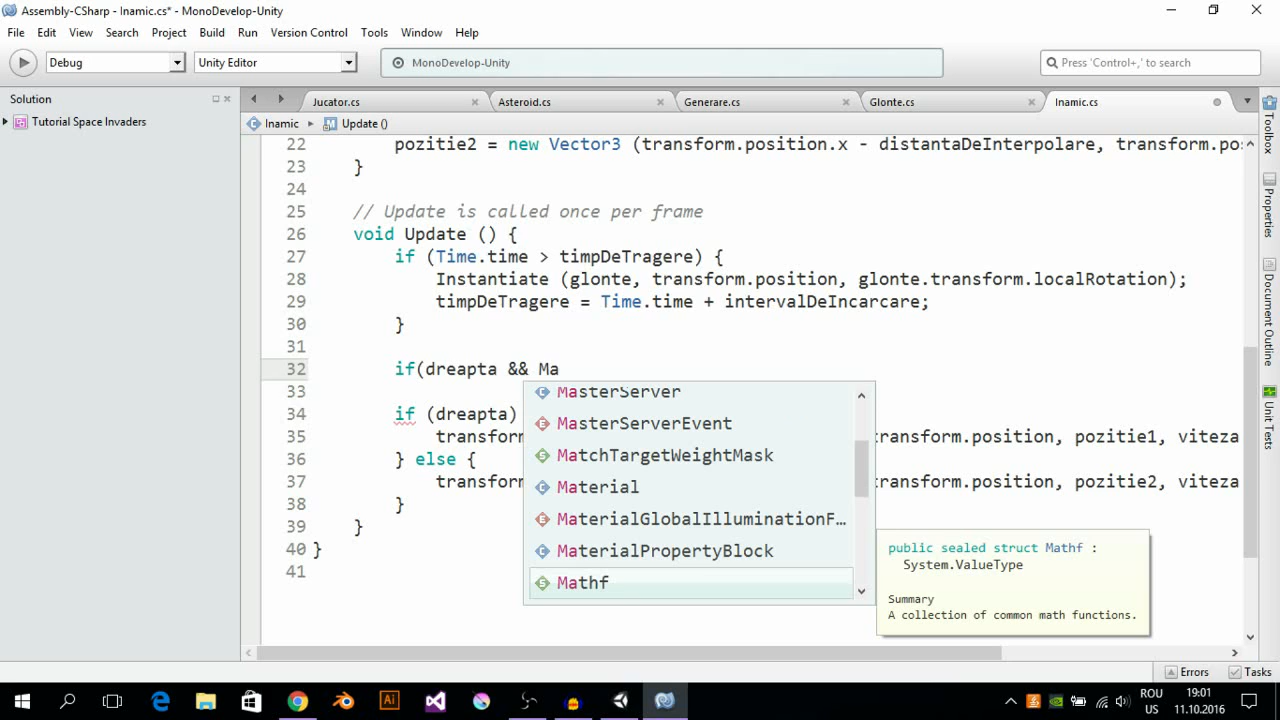 Assembly-CSharp - Inamic.cs* - MonoDevelop-Unity
File Edit View Search Project Build Run Version Control Tools Window Help
Debug Unity Editor MonoDevelop-Unity Press 'Control+,' to search
Solution
Tutorial Space Invaders
Jucator.cs Asteroid.cs Generare.cs Glonte.cs Inamic.cs
Inamic Update ()
22 pozitie2 = new Vector3 (transform.position.x - distantaDeInterpolare, transform.po
23 }
24
25 // Update is called once per frame
26 void Update () {
27 if (Time.time > timpDeTragere) {
28 Instantiate (glonte, transform.position, glonte.transform.localRotation);
29 timpDeTragere = Time.time + intervalDeIncarcare;
30 }
31
32 if(dreapta && Ma
33
34 if (dreapta)
35 transform ransform.position, pozitie1, viteza
36 } else {
37 transform ransform.position, pozitie2, viteza
38 }
39 }
40 }
41
MasterServer
MasterServerEvent
MatchTargetWeightMask
Material
MaterialGlobalIlluminationF...
MaterialPropertyBlock
Mathf
public sealed struct Mathf :
System.ValueType
Summary
A collection of common math functions.
Toolbox
Properties
Document Outline
Unit Tests
Errors Tasks
ROU
US
19:01
11.10.2016